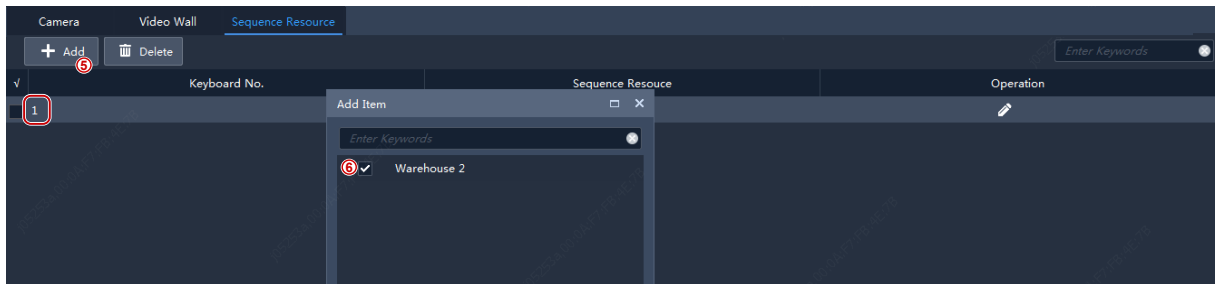 Camera Video Wall Sequence Resource
Add Delete Enter Keywords
⑤
√ Keyboard No. Sequence Resouce Operation
1
Add Item
Enter Keywords
⑥ Warehouse 2